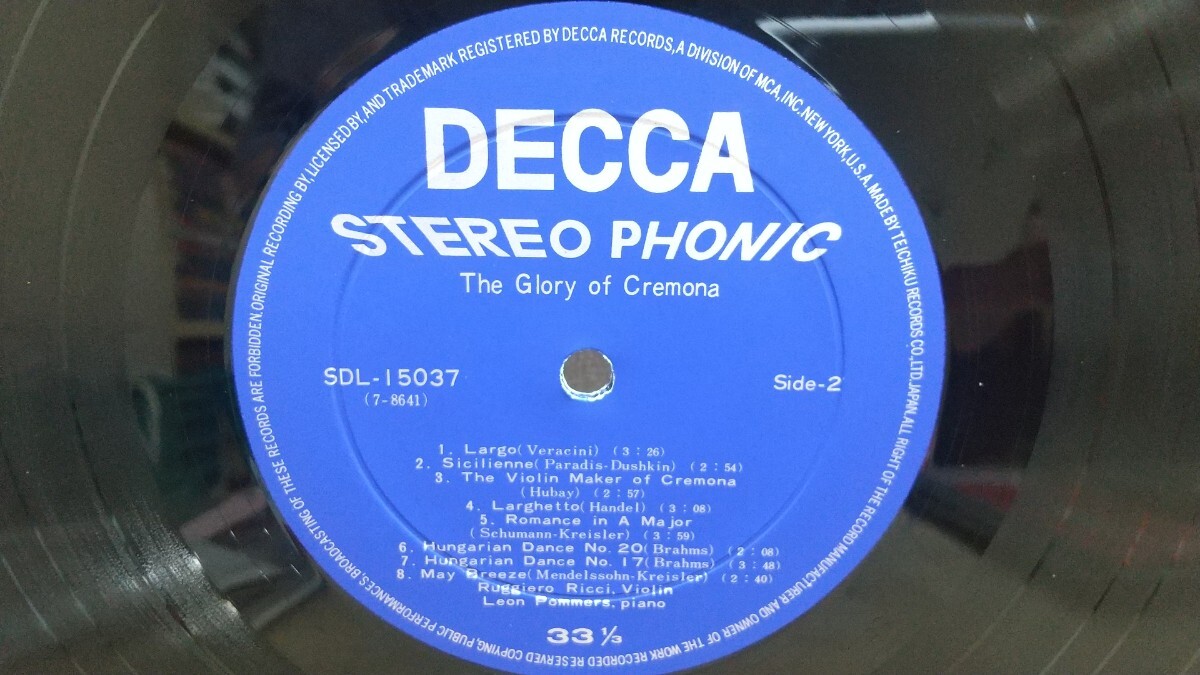 ORIGINAL RECORDING BY, LICENSED BY, AND TRADEMARK REGISTERED BY DECCA RECORDS, A DIVISION OF MCA, INC. NEW YORK, U.S.A. MADE BY TEICHIKU RECORDS CO., LTD. JAPAN. ALL RIGHT OF THE RECORD MANUFACTURER AND OWNER OF THE WORK RECORDED RESERVED COPYING, PUBLIC PERFORMANCES, BROADCASTING OF THESE RECORDS ARE FORBIDDEN.
DECCA
STEREO PHONIC
The Glory of Cremona
SDL-15037
(7-8641)
Side-2
1. Largo (Veracini) (3:26)
2. Sicilienne (Paradis-Dushkin) (2:54)
3. The Violin Maker of Cremona
(Hubay) (2:57)
4. Larghetto (Handel) (3:08)
5. Romance in A Major
(Schumann-Kreisler) (3:59)
6. Hungarian Dance No. 20 (Brahms) (2:08)
7. Hungarian Dance No. 17 (Brahms) (3:48)
8. May Breeze (Mendelssohn-Kreisler) (2:40)
Ruggiero Ricci, Violin
Leon Pommers, piano
33 1/3